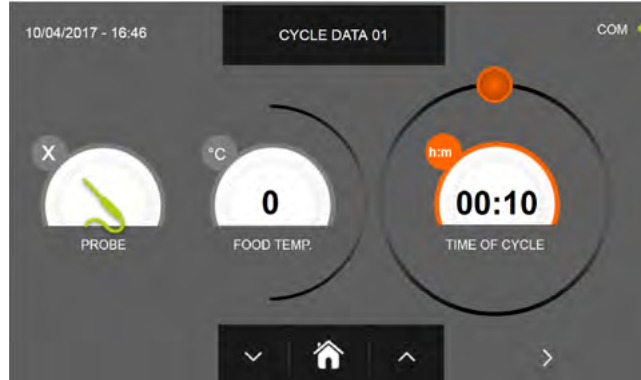 10/04/2017 - 16:46
CYCLE DATA 01
COM
X
°C
h:m
0
00:10
PROBE
FOOD TEMP.
TIME OF CYCLE